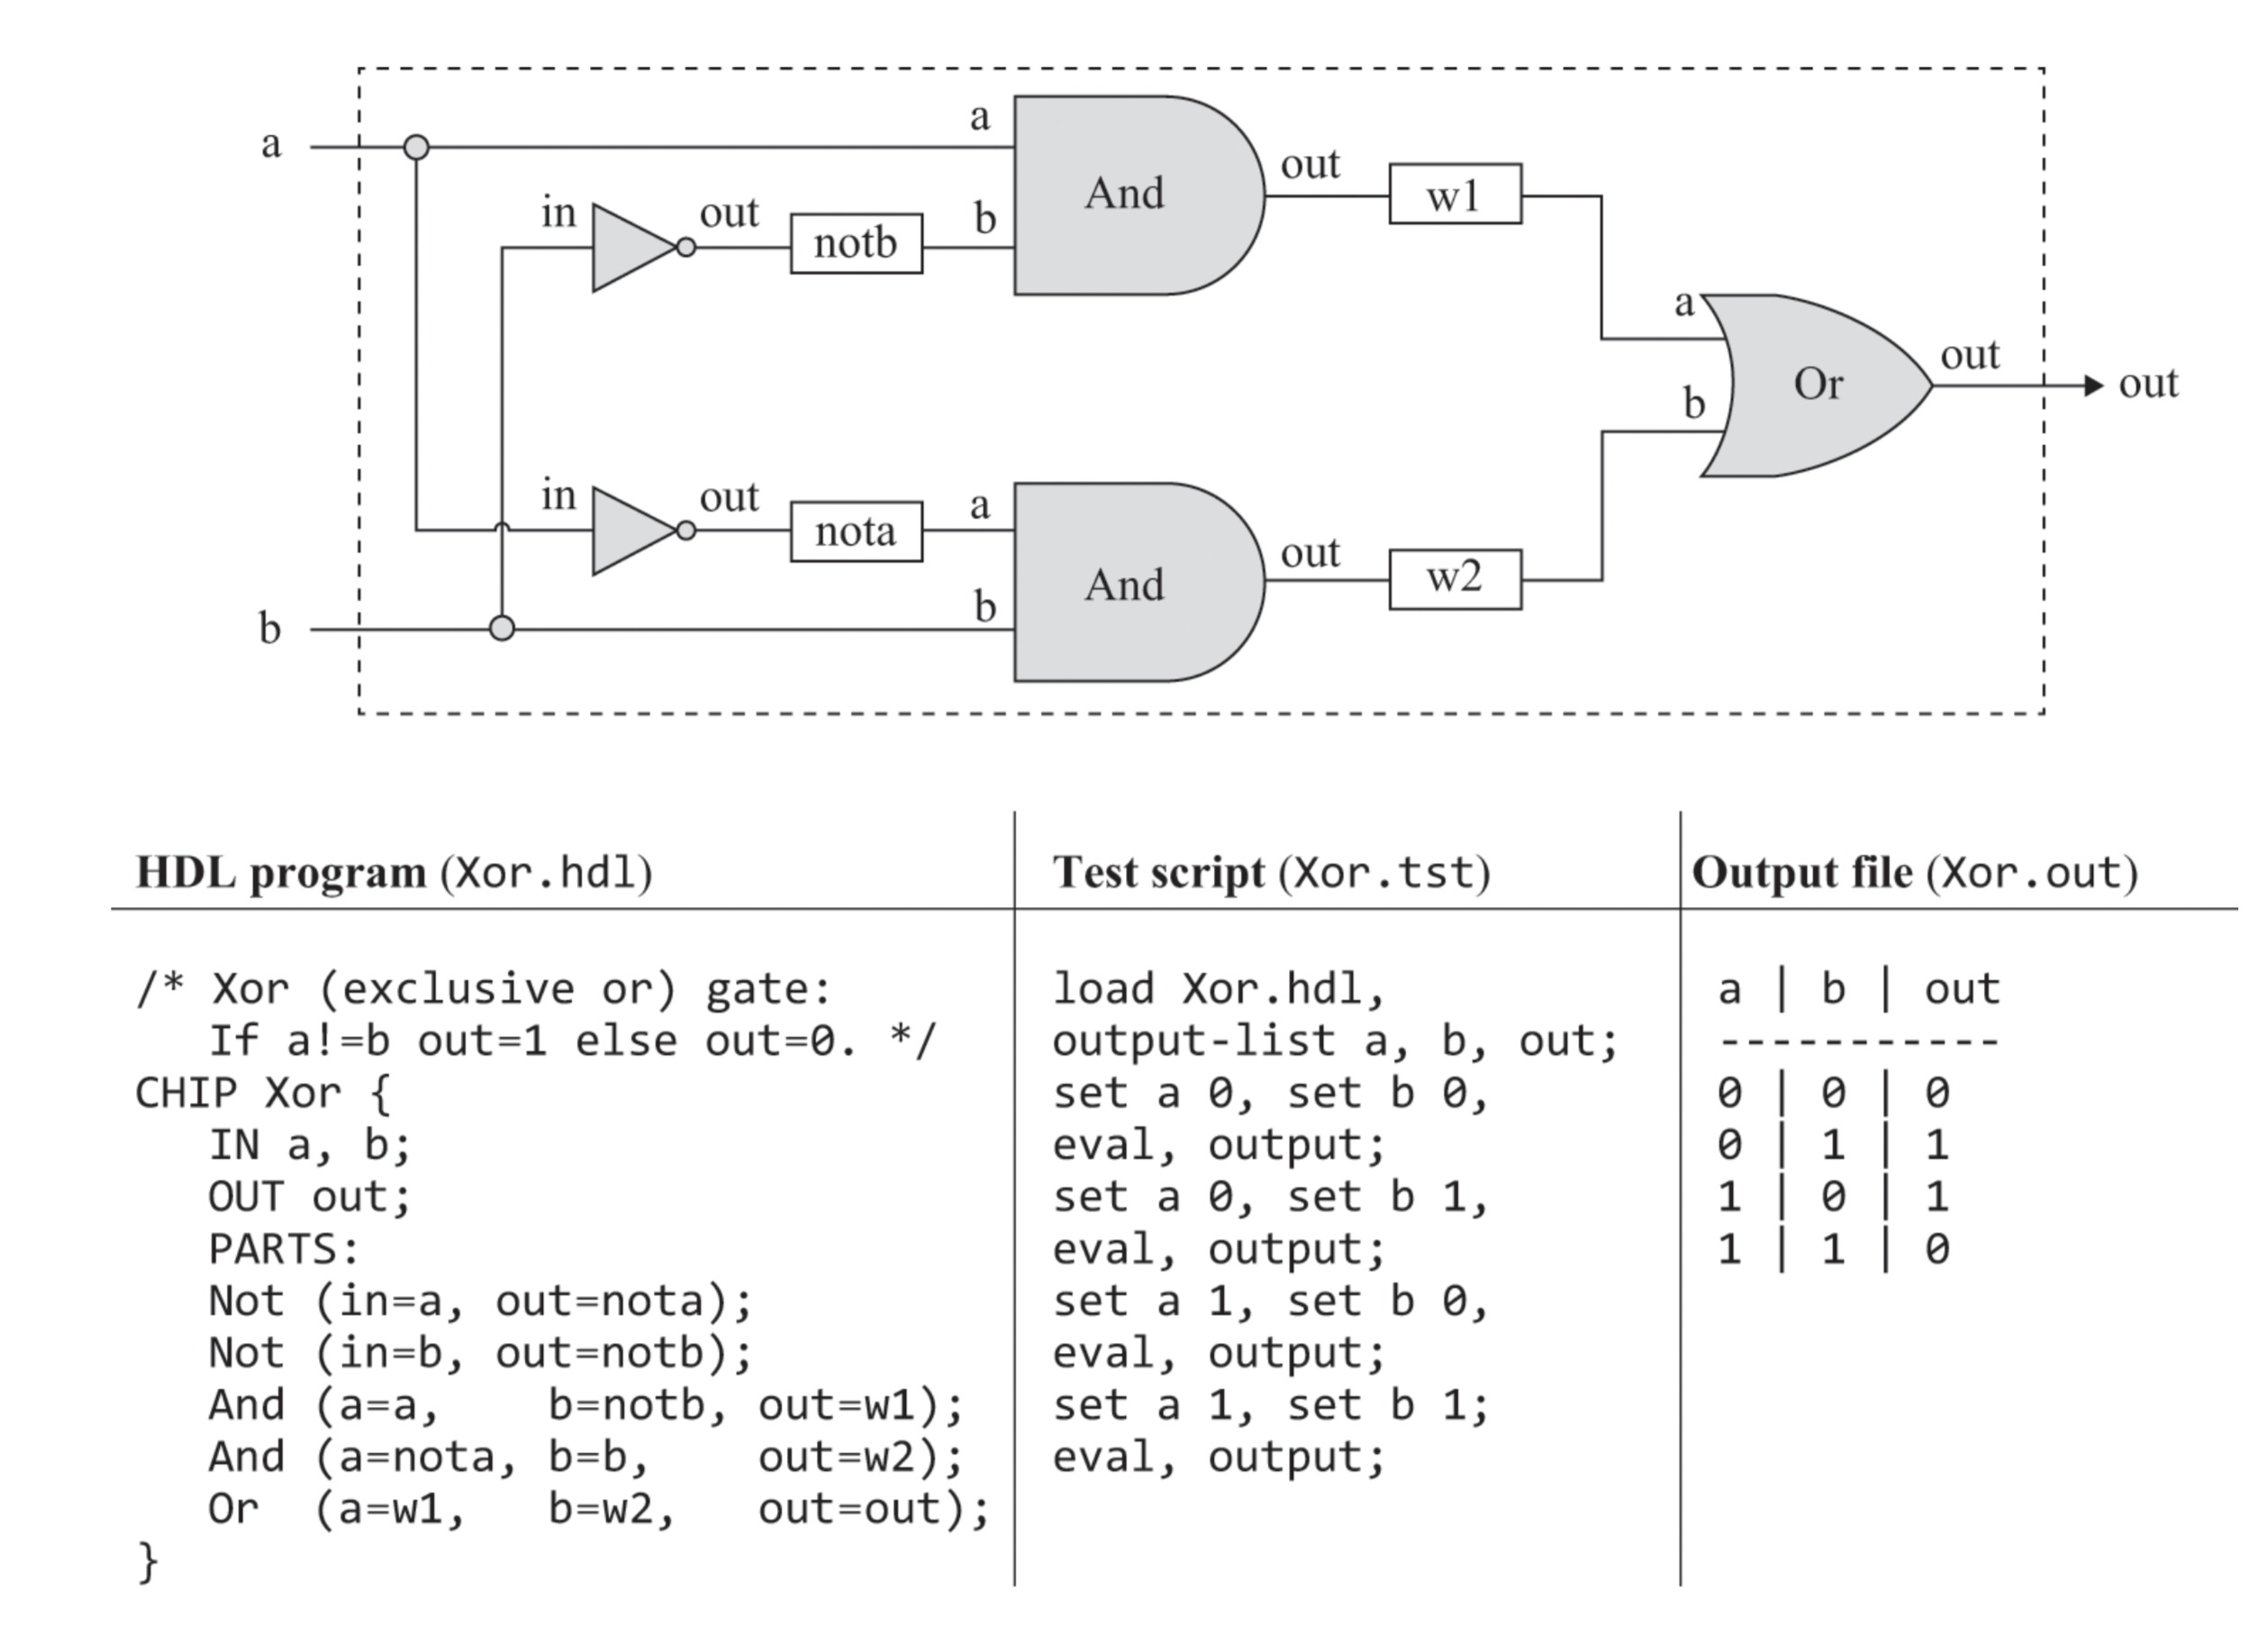 a
a
And
out
w1
in
out
notb
b
a
Or
out
out
b
in
out
nota
a
And
out
w2
b
b
HDL program (Xor.hdl)
/* Xor (exclusive or) gate:
   If a!=b out=1 else out=0. */
CHIP Xor {
   IN a, b;
   OUT out;
   PARTS:
   Not (in=a, out=nota);
   Not (in=b, out=notb);
   And (a=a,    b=notb, out=w1);
   And (a=nota, b=b,    out=w2);
   Or  (a=w1,   b=w2,   out=out);
}
Test script (Xor.tst)
load Xor.hdl,
output-list a, b, out;
set a 0, set b 0,
eval, output;
set a 0, set b 1,
eval, output;
set a 1, set b 0,
eval, output;
set a 1, set b 1;
eval, output;
Output file (Xor.out)
a | b | out
-----------
0 | 0 | 0
0 | 1 | 1
1 | 0 | 1
1 | 1 | 0